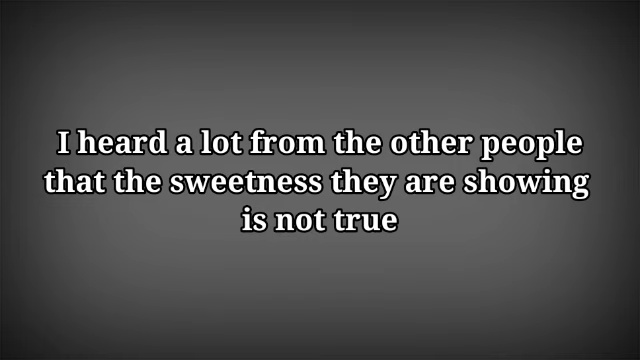 I heard a lot from the other people
that the sweetness they are showing
is not true